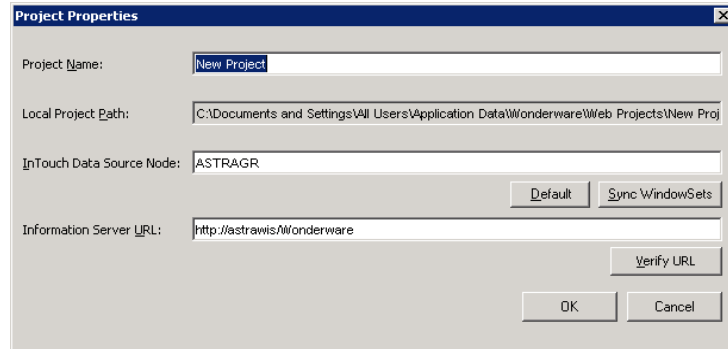 Project Properties
Project Name: New Project
Local Project Path: C:\Documents and Settings\All Users\Application Data\Wonderware\Web Projects\New Proj
InTouch Data Source Node: ASTRAGR
Default Sync WindowSets
Information Server URL: http://astrawis/Wonderware
Verify URL
OK Cancel